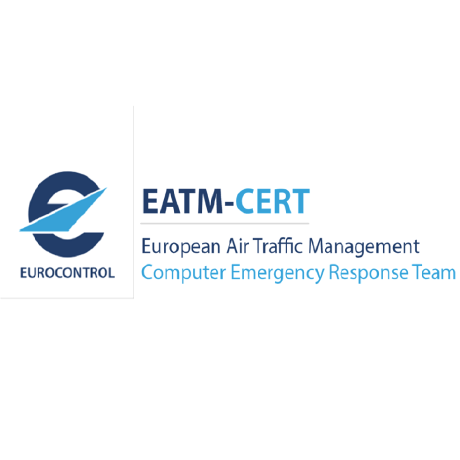 EUROCONTROL
EATM-CERT
European Air Traffic Management
Computer Emergency Response Team